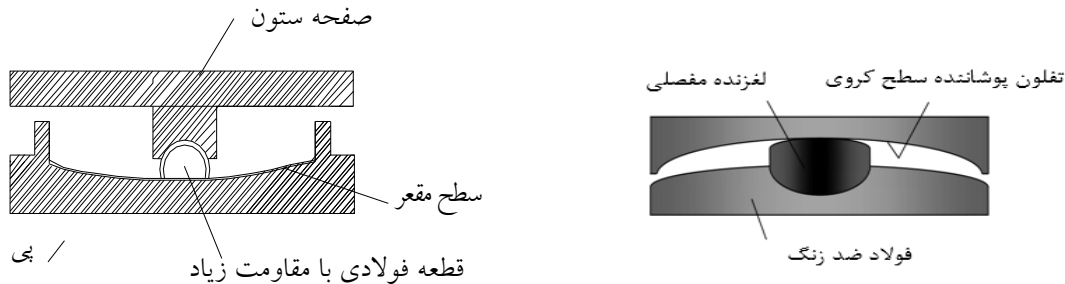 صفحه ستون
سطح مقعر
پی
قطعه فولادی با مقاومت زیاد
تفلون پوشاننده سطح کروی
لغزنده مفصلی
فولاد ضد زنگ